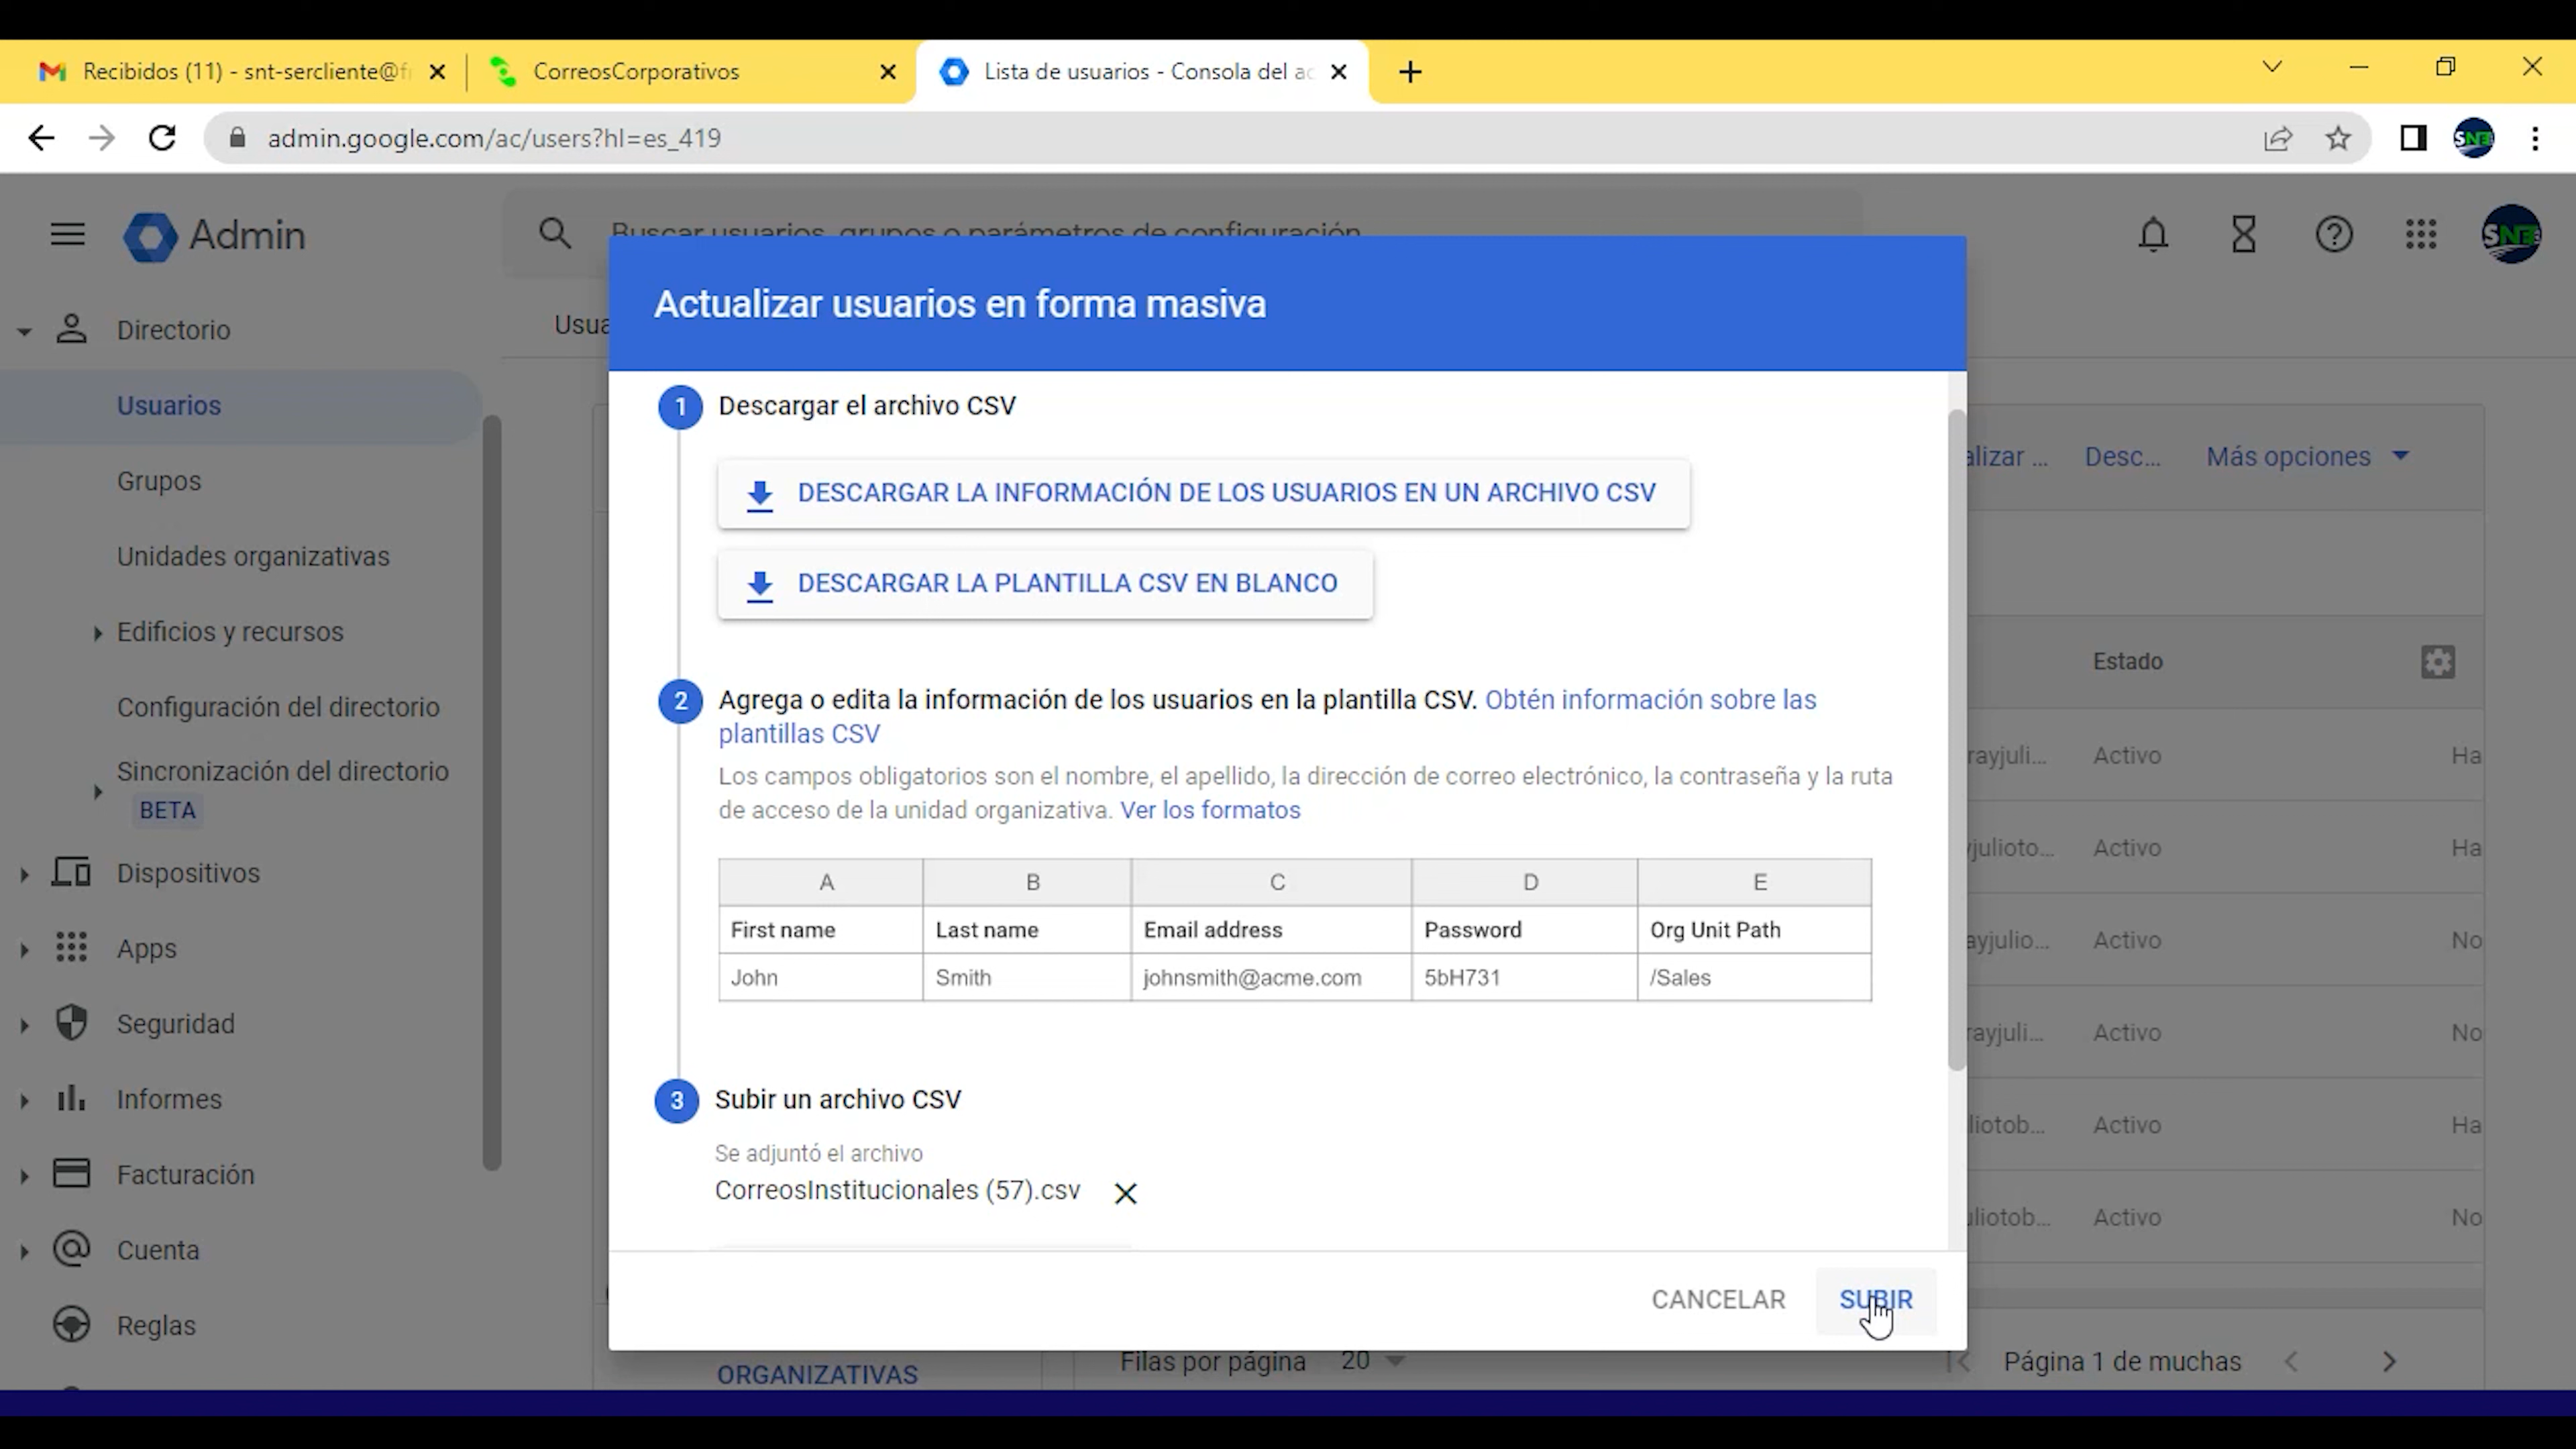 Recibidos (11) - snt-sercliente@f
CorreosCorporativos
Lista de usuarios - Consola del ac
admin.google.com/ac/users?hl=es_419
SNE
Admin
Buscar usuarios, grupos o parámetros de configuración
SNE
Directorio
Usuarios
Grupos
Unidades organizativas
Edificios y recursos
Configuración del directorio
Sincronización del directorio
BETA
Dispositivos
Apps
Seguridad
Informes
Facturación
Cuenta
Reglas
Usua
Actualizar usuarios en forma masiva
1 Descargar el archivo CSV
DESCARGAR LA INFORMACIÓN DE LOS USUARIOS EN UN ARCHIVO CSV
DESCARGAR LA PLANTILLA CSV EN BLANCO
2 Agrega o edita la información de los usuarios en la plantilla CSV. Obtén información sobre las
plantillas CSV
Los campos obligatorios son el nombre, el apellido, la dirección de correo electrónico, la contraseña y la ruta
de acceso de la unidad organizativa. Ver los formatos
A B C D E
First name Last name Email address Password Org Unit Path
John Smith johnsmith@acme.com 5bH731 /Sales
3 Subir un archivo CSV
Se adjuntó el archivo
CorreosInstitucionales (57).csv
CANCELAR SUBIR
alizar ... Desc... Más opciones
Estado
rayjuli... Activo Ha
yjulioto... Activo Ha
ayjulio... Activo No
rayjuli... Activo No
liotob... Activo Ha
uliotob... Activo No
ORGANIZATIVAS
Filas por página 20 Página 1 de muchas